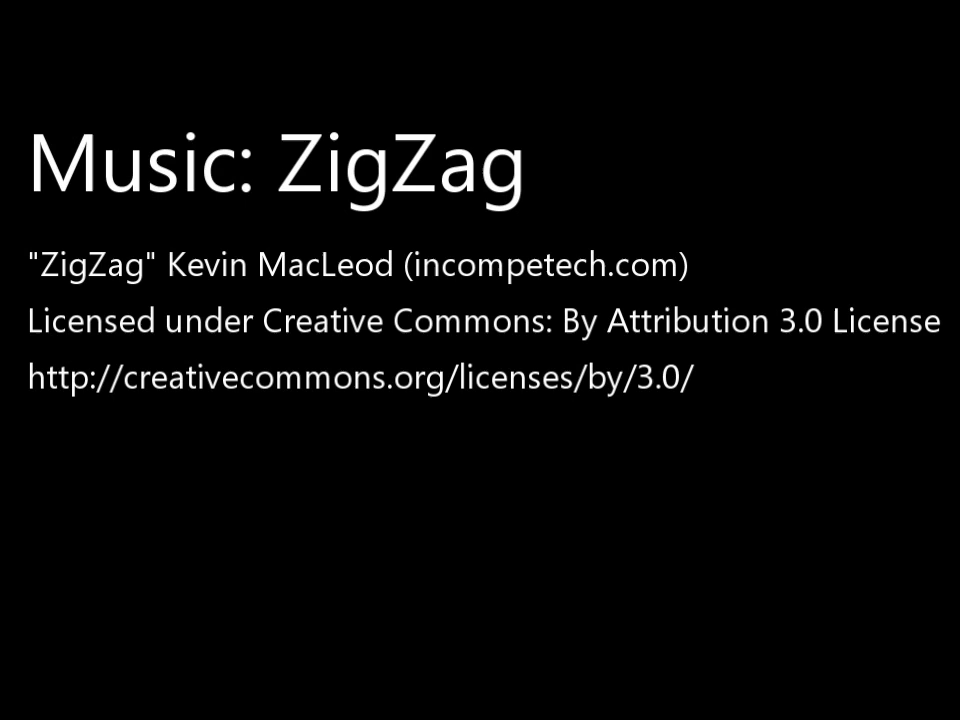 Music: ZigZag
"ZigZag" Kevin MacLeod (incompetech.com)
Licensed under Creative Commons: By Attribution 3.0 License
http://creativecommons.org/licenses/by/3.0/